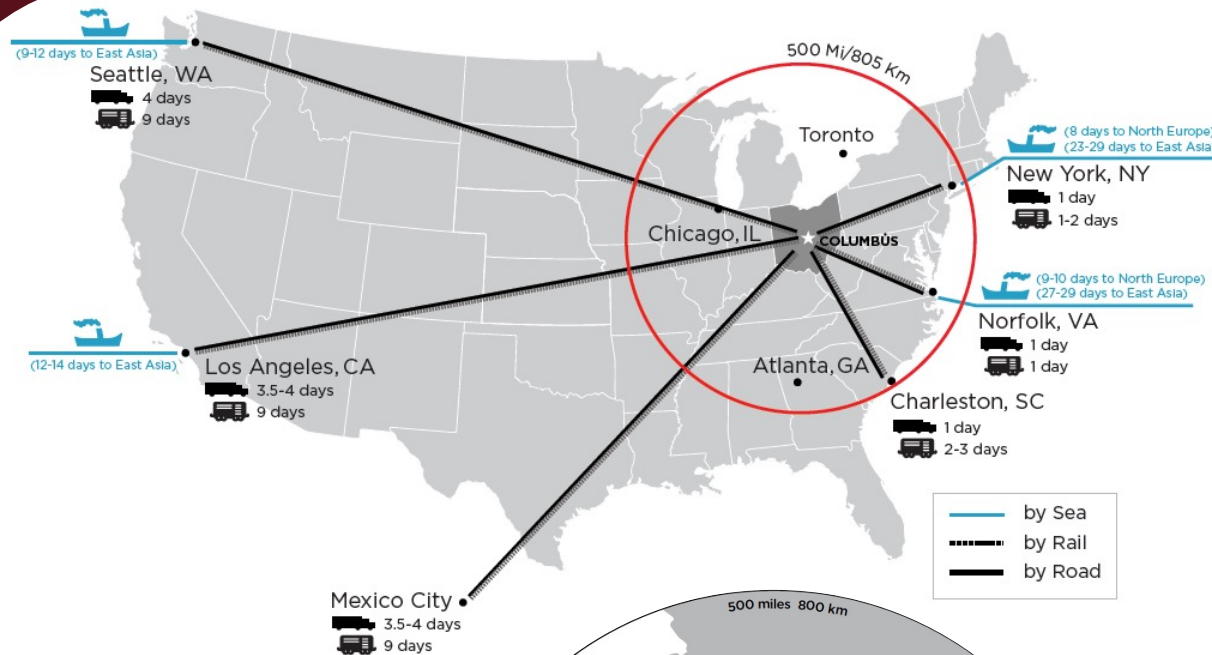 (9-12 days to East Asia)
Seattle, WA
4 days
9 days
500 Mi/805 Km
Toronto
(8 days to North Europe)
(23-29 days to East Asia
New York, NY
1 day
1-2 days
Chicago, IL
COLUMBUS
(9-10 days to North Europe)
(27-29 days to East Asia)
Norfolk, VA
1 day
1 day
(12-14 days to East Asia)
Los Angeles, CA
3.5-4 days
9 days
Atlanta, GA
Charleston, SC
1 day
2-3 days
by Sea
by Rail
by Road
Mexico City
3.5-4 days
9 days
500 miles 800 km